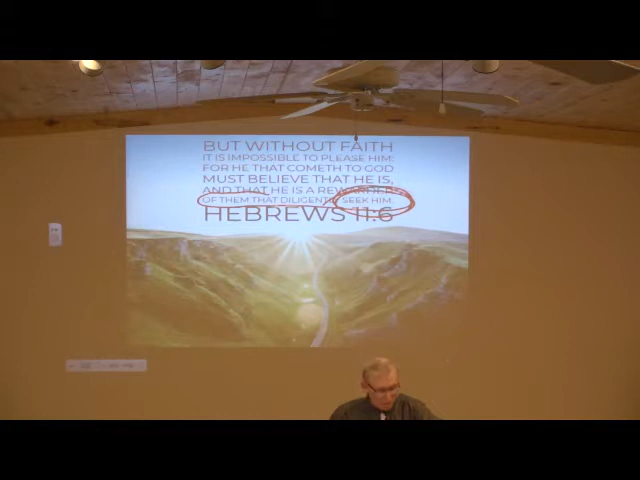 BUT WITHOUT FAITH
IT IS IMPOSSIBLE TO PLEASE HIM:
FOR HE THAT COMETH TO GOD
MUST BELIEVE THAT HE IS,
AND THAT HE IS A REWARDER
OF THEM THAT DILIGENTLY SEEK HIM.
HEBREWS 11:6